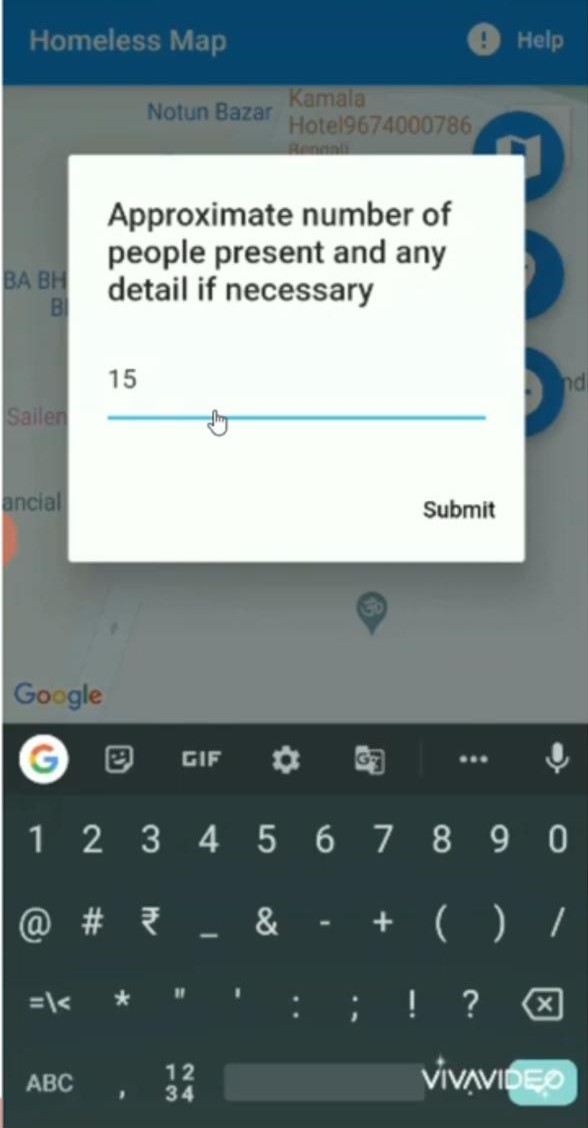 Homeless Map
! Help
Notun Bazar
Kamala
Hotel9674000786
Bengali
Approximate number of
people present and any
detail if necessary
BA BH
Sailen
nd
15
ancial
Submit
ॐ
Google
G GIF G ...
1 2 3 4 5 6 7 8 9 0
@ # ₹ _ & - + ( ) /
=\< * " ' : ; ! ?
ABC , 12
34
VIVAVIDEO